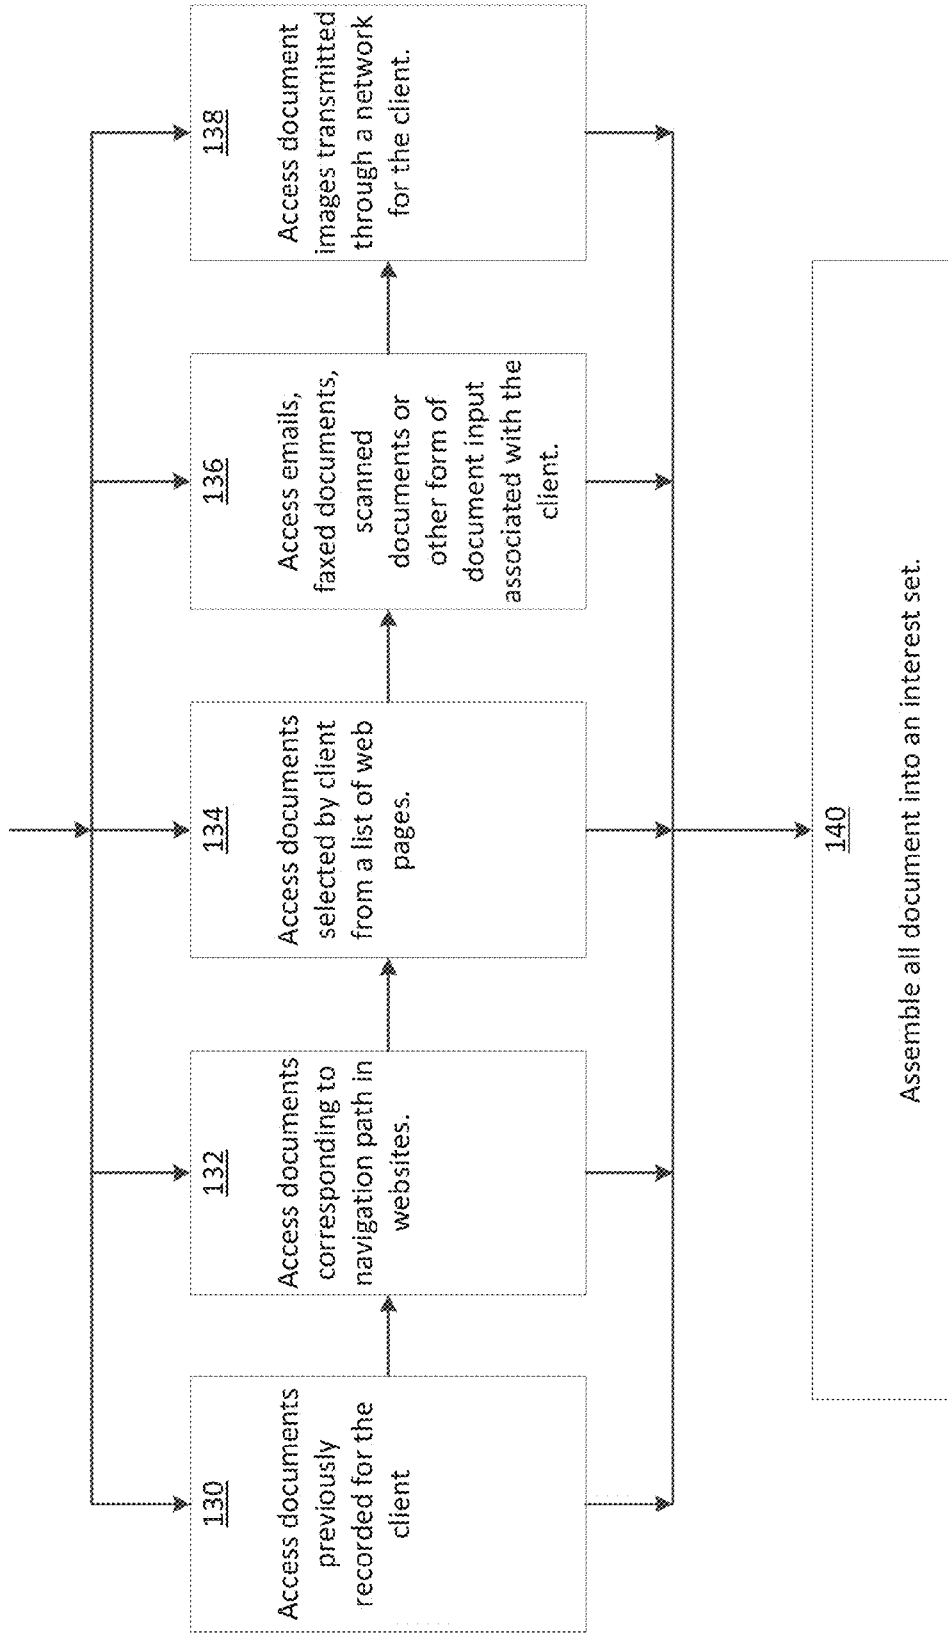 130
Access documents
previously
recorded for the
client
132
Access documents
corresponding to
navigation path in
websites.
134
Access documents
selected by client
from a list of web
pages.
136
Access emails,
faxed documents,
scanned
documents or
other form of
document input
associated with the
client.
138
Access document
images transmitted
through a network
for the client.
140
Assemble all document into an interest set.